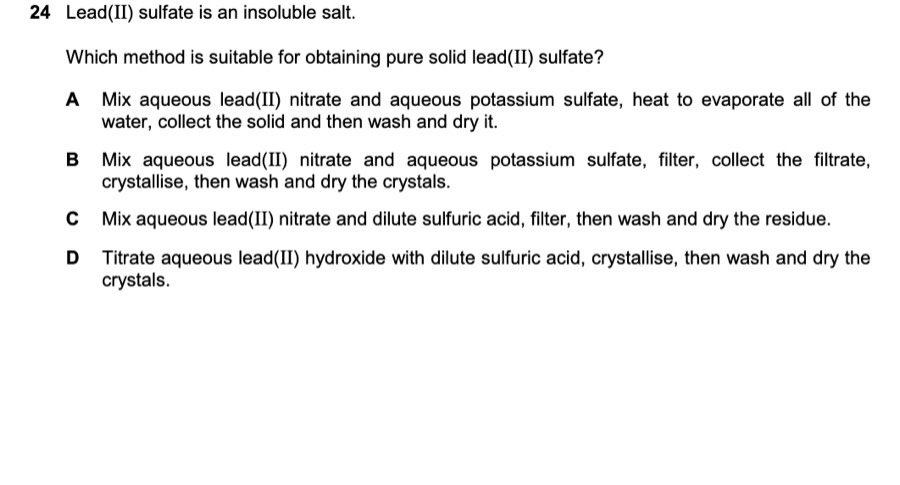 24 Lead(II) sulfate is an insoluble salt.
Which method is suitable for obtaining pure solid lead(II) sulfate?
A Mix aqueous lead(II) nitrate and aqueous potassium sulfate, heat to evaporate all of the
water, collect the solid and then wash and dry it.
B Mix aqueous lead(II) nitrate and aqueous potassium sulfate, filter, collect the filtrate,
crystallise, then wash and dry the crystals.
C Mix aqueous lead(II) nitrate and dilute sulfuric acid, filter, then wash and dry the residue.
D Titrate aqueous lead(II) hydroxide with dilute sulfuric acid, crystallise, then wash and dry the
crystals.